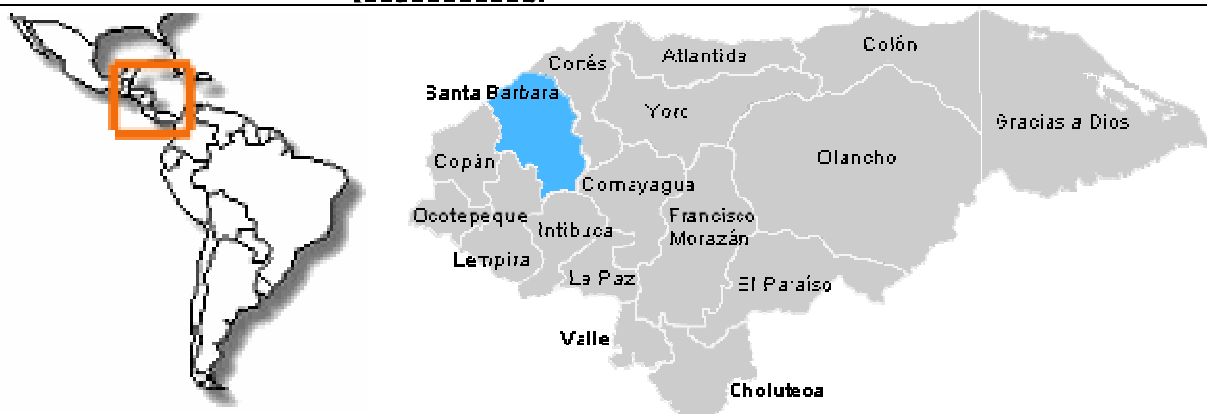 Colón
Atlantida
Cortés
Santa Barbara
Yoro
Gracias a Dios
Olancho
Copán
Comayagua
Ocotepeque
Francisco
Morazán
Intibuca
Lempira
La Paz
El Paraíso
Valle
Choluteca